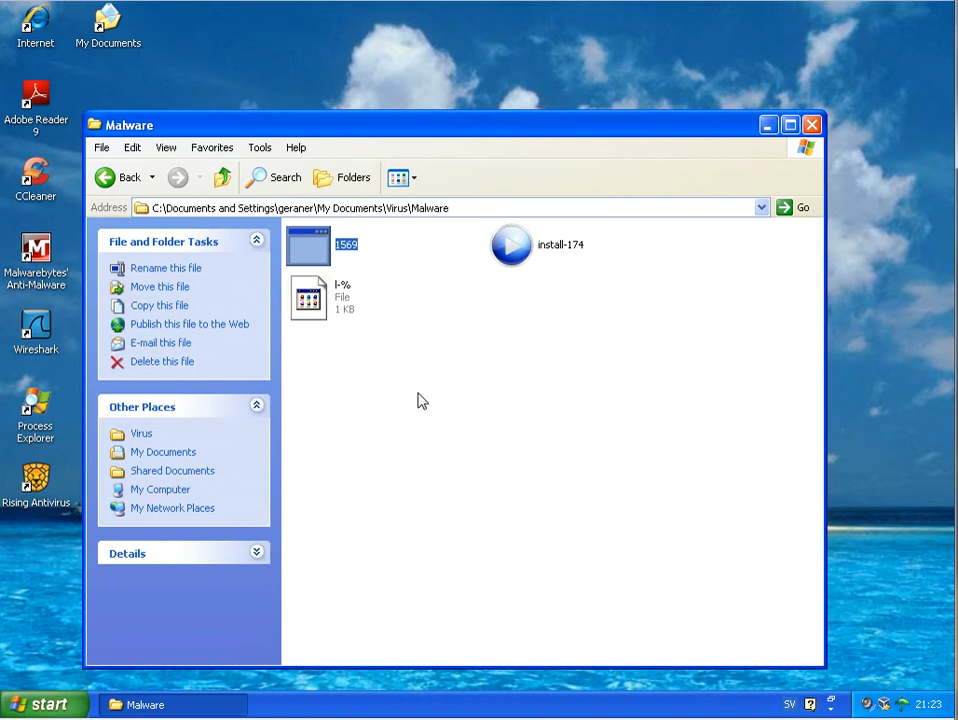 Internet
My Documents
Adobe Reader
9
CCleaner
Malwarebytes'
Anti-Malware
Wireshark
Process
Explorer
Rising Antivirus
Malware
File Edit View Favorites Tools Help
Back Search Folders
Address C:\Documents and Settings\geraner\My Documents\Virus\Malware Go
File and Folder Tasks
Rename this file
Move this file
Copy this file
Publish this file to the Web
E-mail this file
Delete this file
Other Places
Virus
My Documents
Shared Documents
My Computer
My Network Places
Details
1569
install-174
l-%
File
1 KB
start Malware SV 21:23